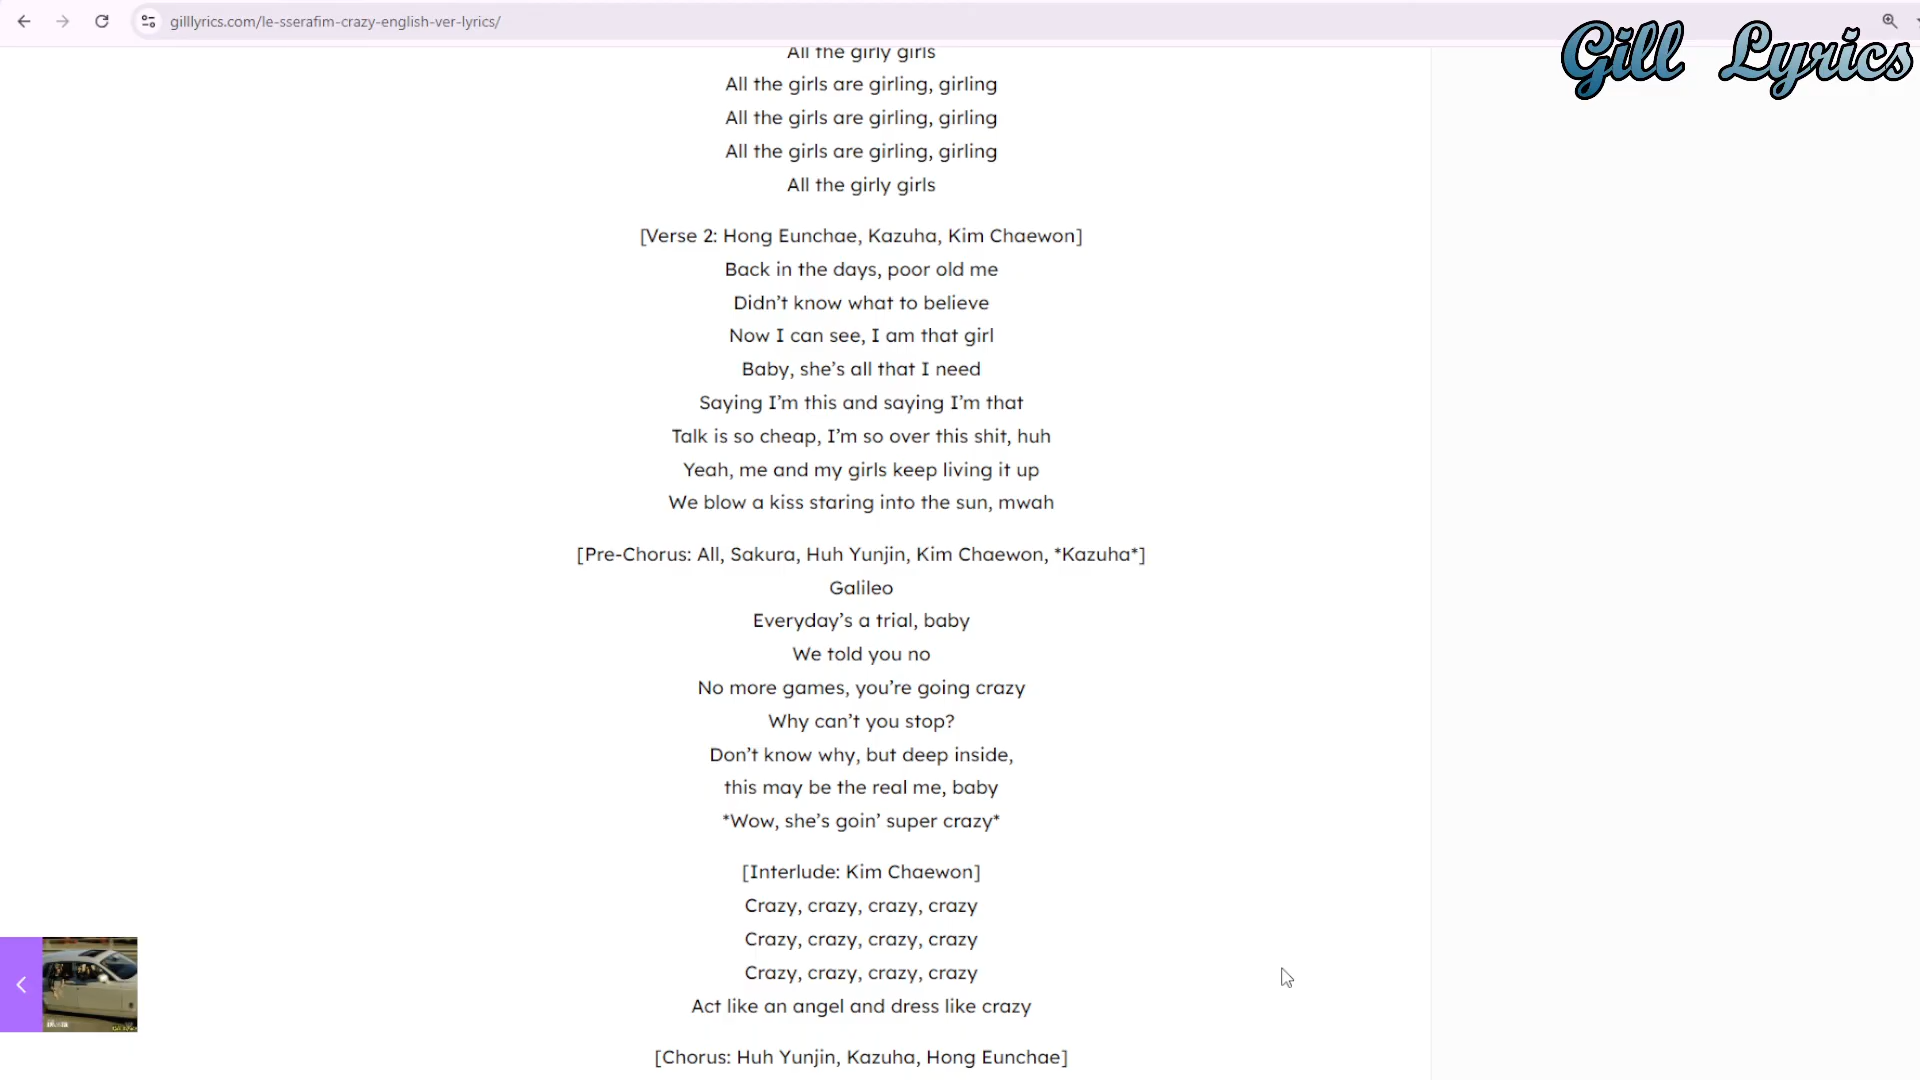 gilllyrics.com/le-sserafim-crazy-english-ver-lyrics/
Gill Lyrics
All the girly girls
All the girls are girling, girling
All the girls are girling, girling
All the girls are girling, girling
All the girly girls
[Verse 2: Hong Eunchae, Kazuha, Kim Chaewon]
Back in the days, poor old me
Didn’t know what to believe
Now I can see, I am that girl
Baby, she’s all that I need
Saying I’m this and saying I’m that
Talk is so cheap, I’m so over this shit, huh
Yeah, me and my girls keep living it up
We blow a kiss staring into the sun, mwah
[Pre-Chorus: All, Sakura, Huh Yunjin, Kim Chaewon, *Kazuha*]
Galileo
Everyday’s a trial, baby
We told you no
No more games, you’re going crazy
Why can’t you stop?
Don’t know why, but deep inside,
this may be the real me, baby
*Wow, she’s goin’ super crazy*
[Interlude: Kim Chaewon]
Crazy, crazy, crazy, crazy
Crazy, crazy, crazy, crazy
Crazy, crazy, crazy, crazy
Act like an angel and dress like crazy
[Chorus: Huh Yunjin, Kazuha, Hong Eunchae]